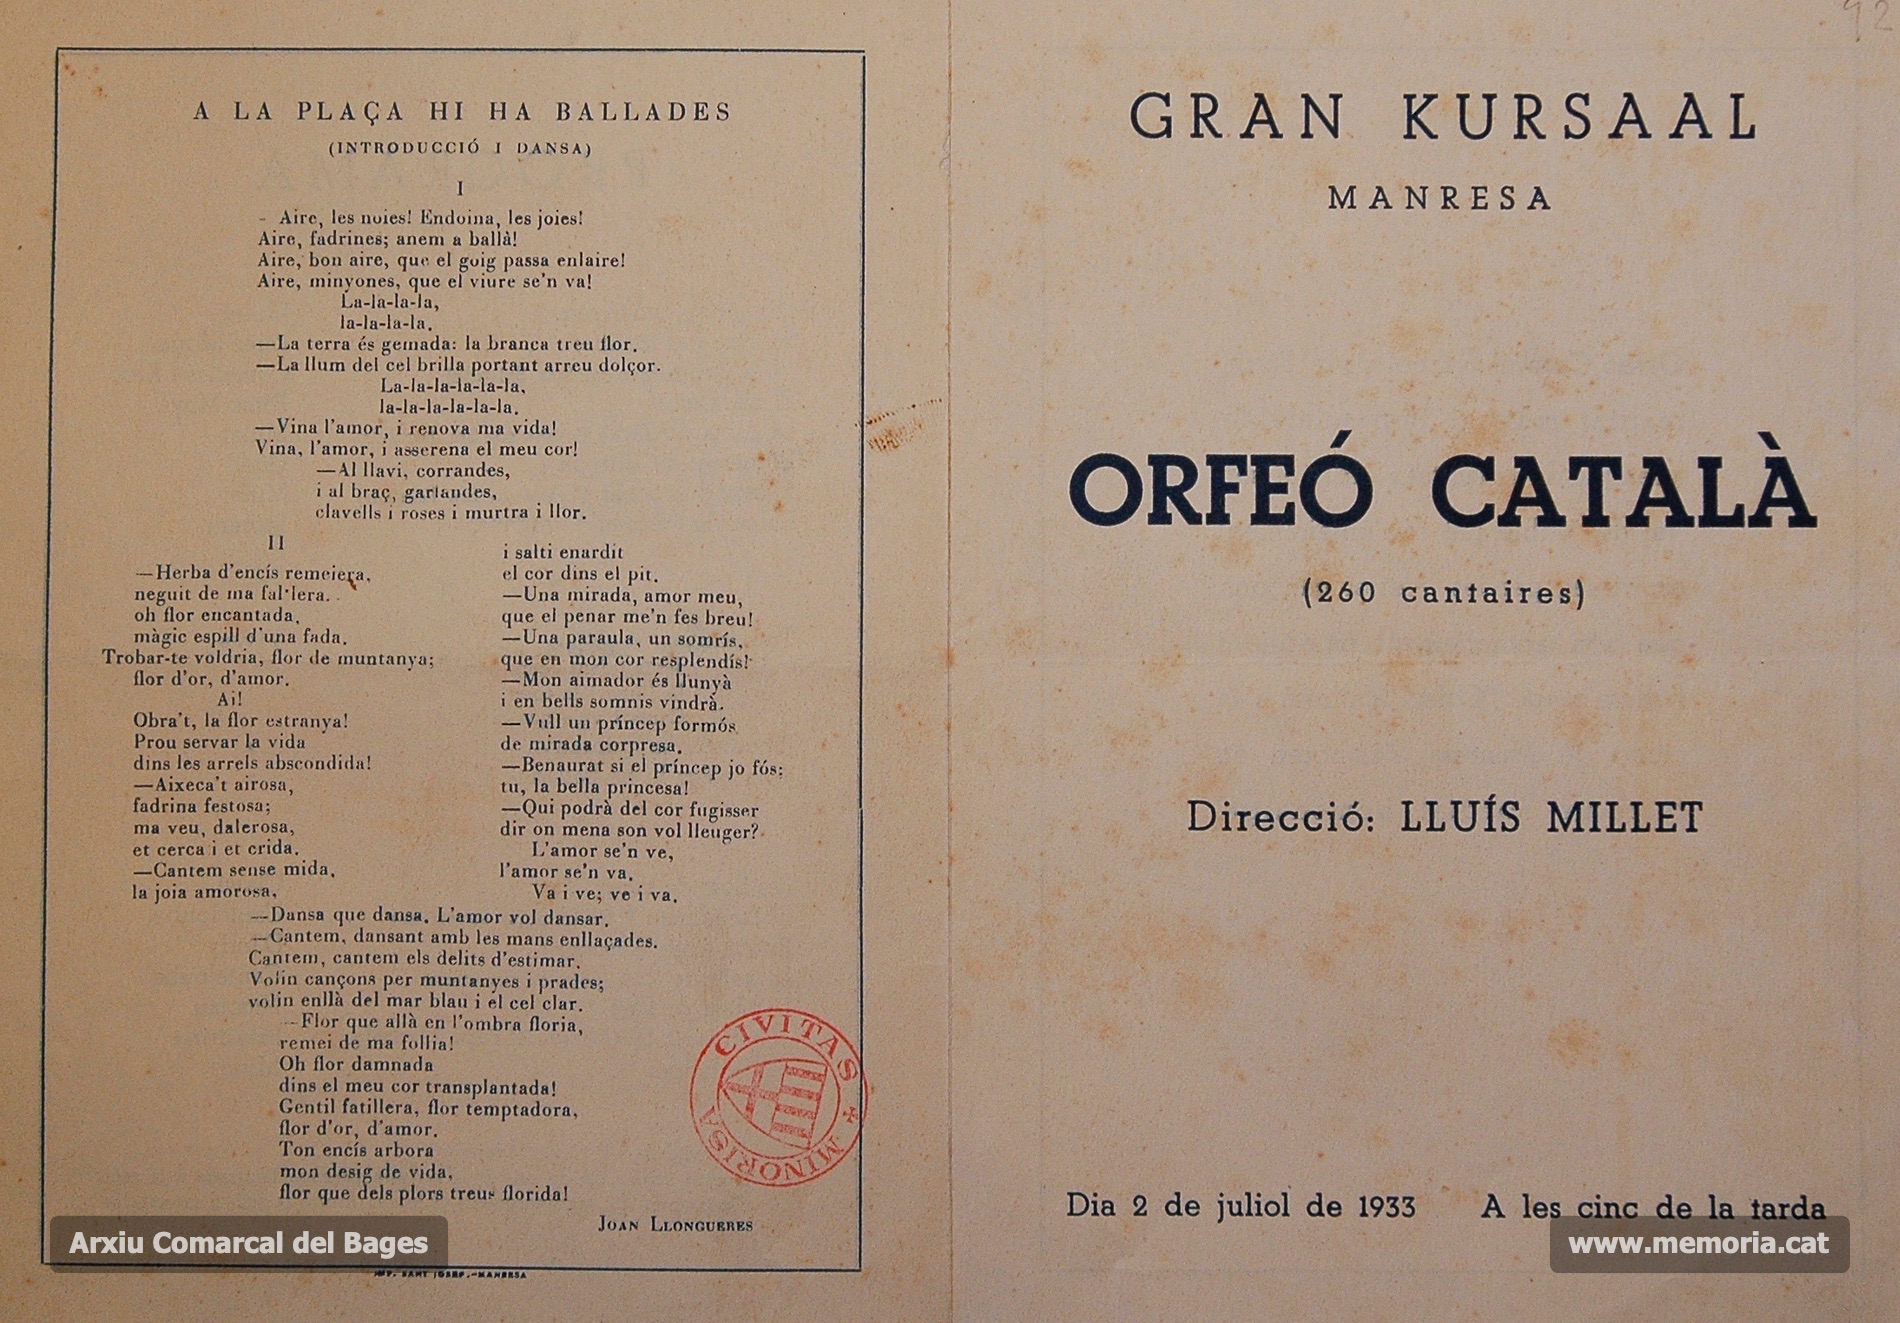 A LA PLAÇA HI HA BALLADES
(INTRODUCCIÓ I DANSA)
I
- Aire, les noies! Endoina, les joies!
Aire, fadrines; anem a ballà!
Aire, bon aire, que el goig passa enlaire!
Aire, minyones, que el viure se'n va!
La-la-la-la,
la-la-la-la.
—La terra és gemada: la branca treu flor.
—La llum del cel brilla portant arreu dolçor.
La-la-la-la-la-la,
la-la-la-la-la-la.
—Vina l'amor, i renova ma vida!
Vina, l'amor, i asserena el meu cor!
—Al llavi, corrandes,
i al braç, garlandes,
clavells i roses i murtra i llor.
II
—Herba d'encís remeiera,
neguit de ma fal·lera.
oh flor encantada,
màgic espill d'una fada.
Trobar-te voldria, flor de muntanya;
flor d'or, d'amor.
Ai!
Obra't, la flor estranya!
Prou servar la vida
dins les arrels abscondida!
—Aixeca't airosa,
fadrina festosa;
ma veu, dalerosa,
et cerca i et crida.
—Cantem sense mida,
la joia amorosa,
i salti enardit
el cor dins el pit.
—Una mirada, amor meu,
que el penar me'n fes breu!
—Una paraula, un somrís,
que en mon cor resplendís!
—Mon aimador és llunyà
i en bells somnis vindrà.
—Vull un príncep formós
de mirada corpresa.
—Benaurat si el príncep jo fós;
tu, la bella princesa!
—Qui podrà del cor fugisser
dir on mena son vol lleuger?
L'amor se'n ve,
l'amor se'n va.
Va i ve; ve i va.
—Dansa que dansa. L'amor vol dansar.
—Cantem, dansant amb les mans enllaçades.
Cantem, cantem els delits d'estimar.
Volin cançons per muntanyes i prades;
volin enllà del mar blau i el cel clar.
—Flor que allà en l'ombra floria,
remei de ma follia!
Oh flor damnada
dins el meu cor transplantada!
Gentil fatillera, flor temptadora,
flor d'or, d'amor.
Ton encís arbora
mon desig de vida,
flor que dels plors treus florida!
JOAN LLONGUERES
CIVITAS + MINORISA
IMP. SANT JOSEP.-MANRESA
Arxiu Comarcal del Bages
92
GRAN KURSAAL
MANRESA
ORFEÓ CATALÀ
(260 cantaires)
Direcció: LLUÍS MILLET
Dia 2 de juliol de 1933 A les cinc de la tarda
www.memoria.cat